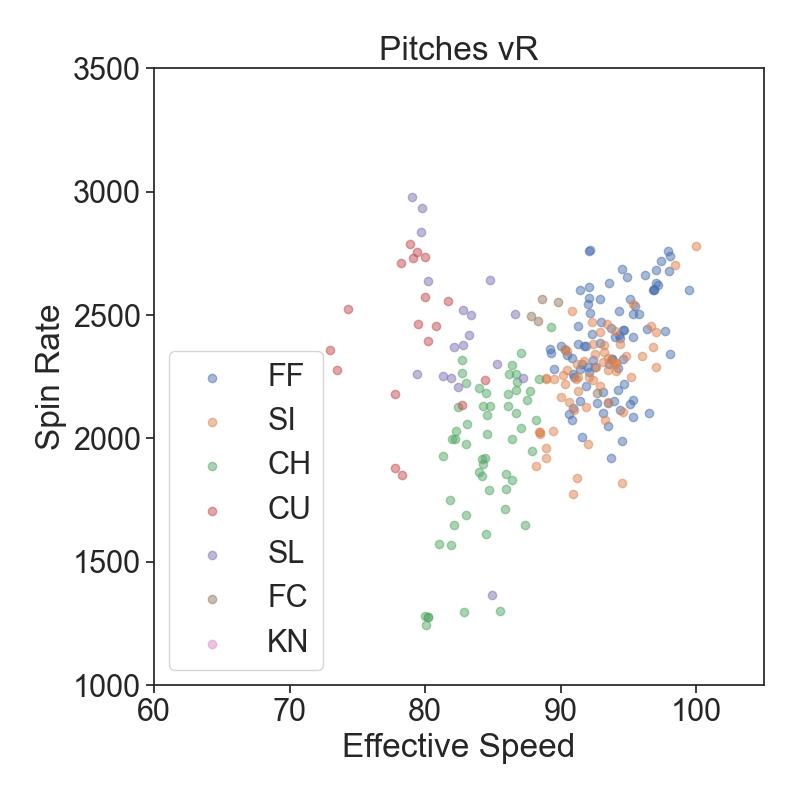 Pitches vR
3500
3000
2500
2000
1500
1000
Spin Rate
FF
SI
CH
CU
SL
FC
KN
60 70 80 90 100
Effective Speed